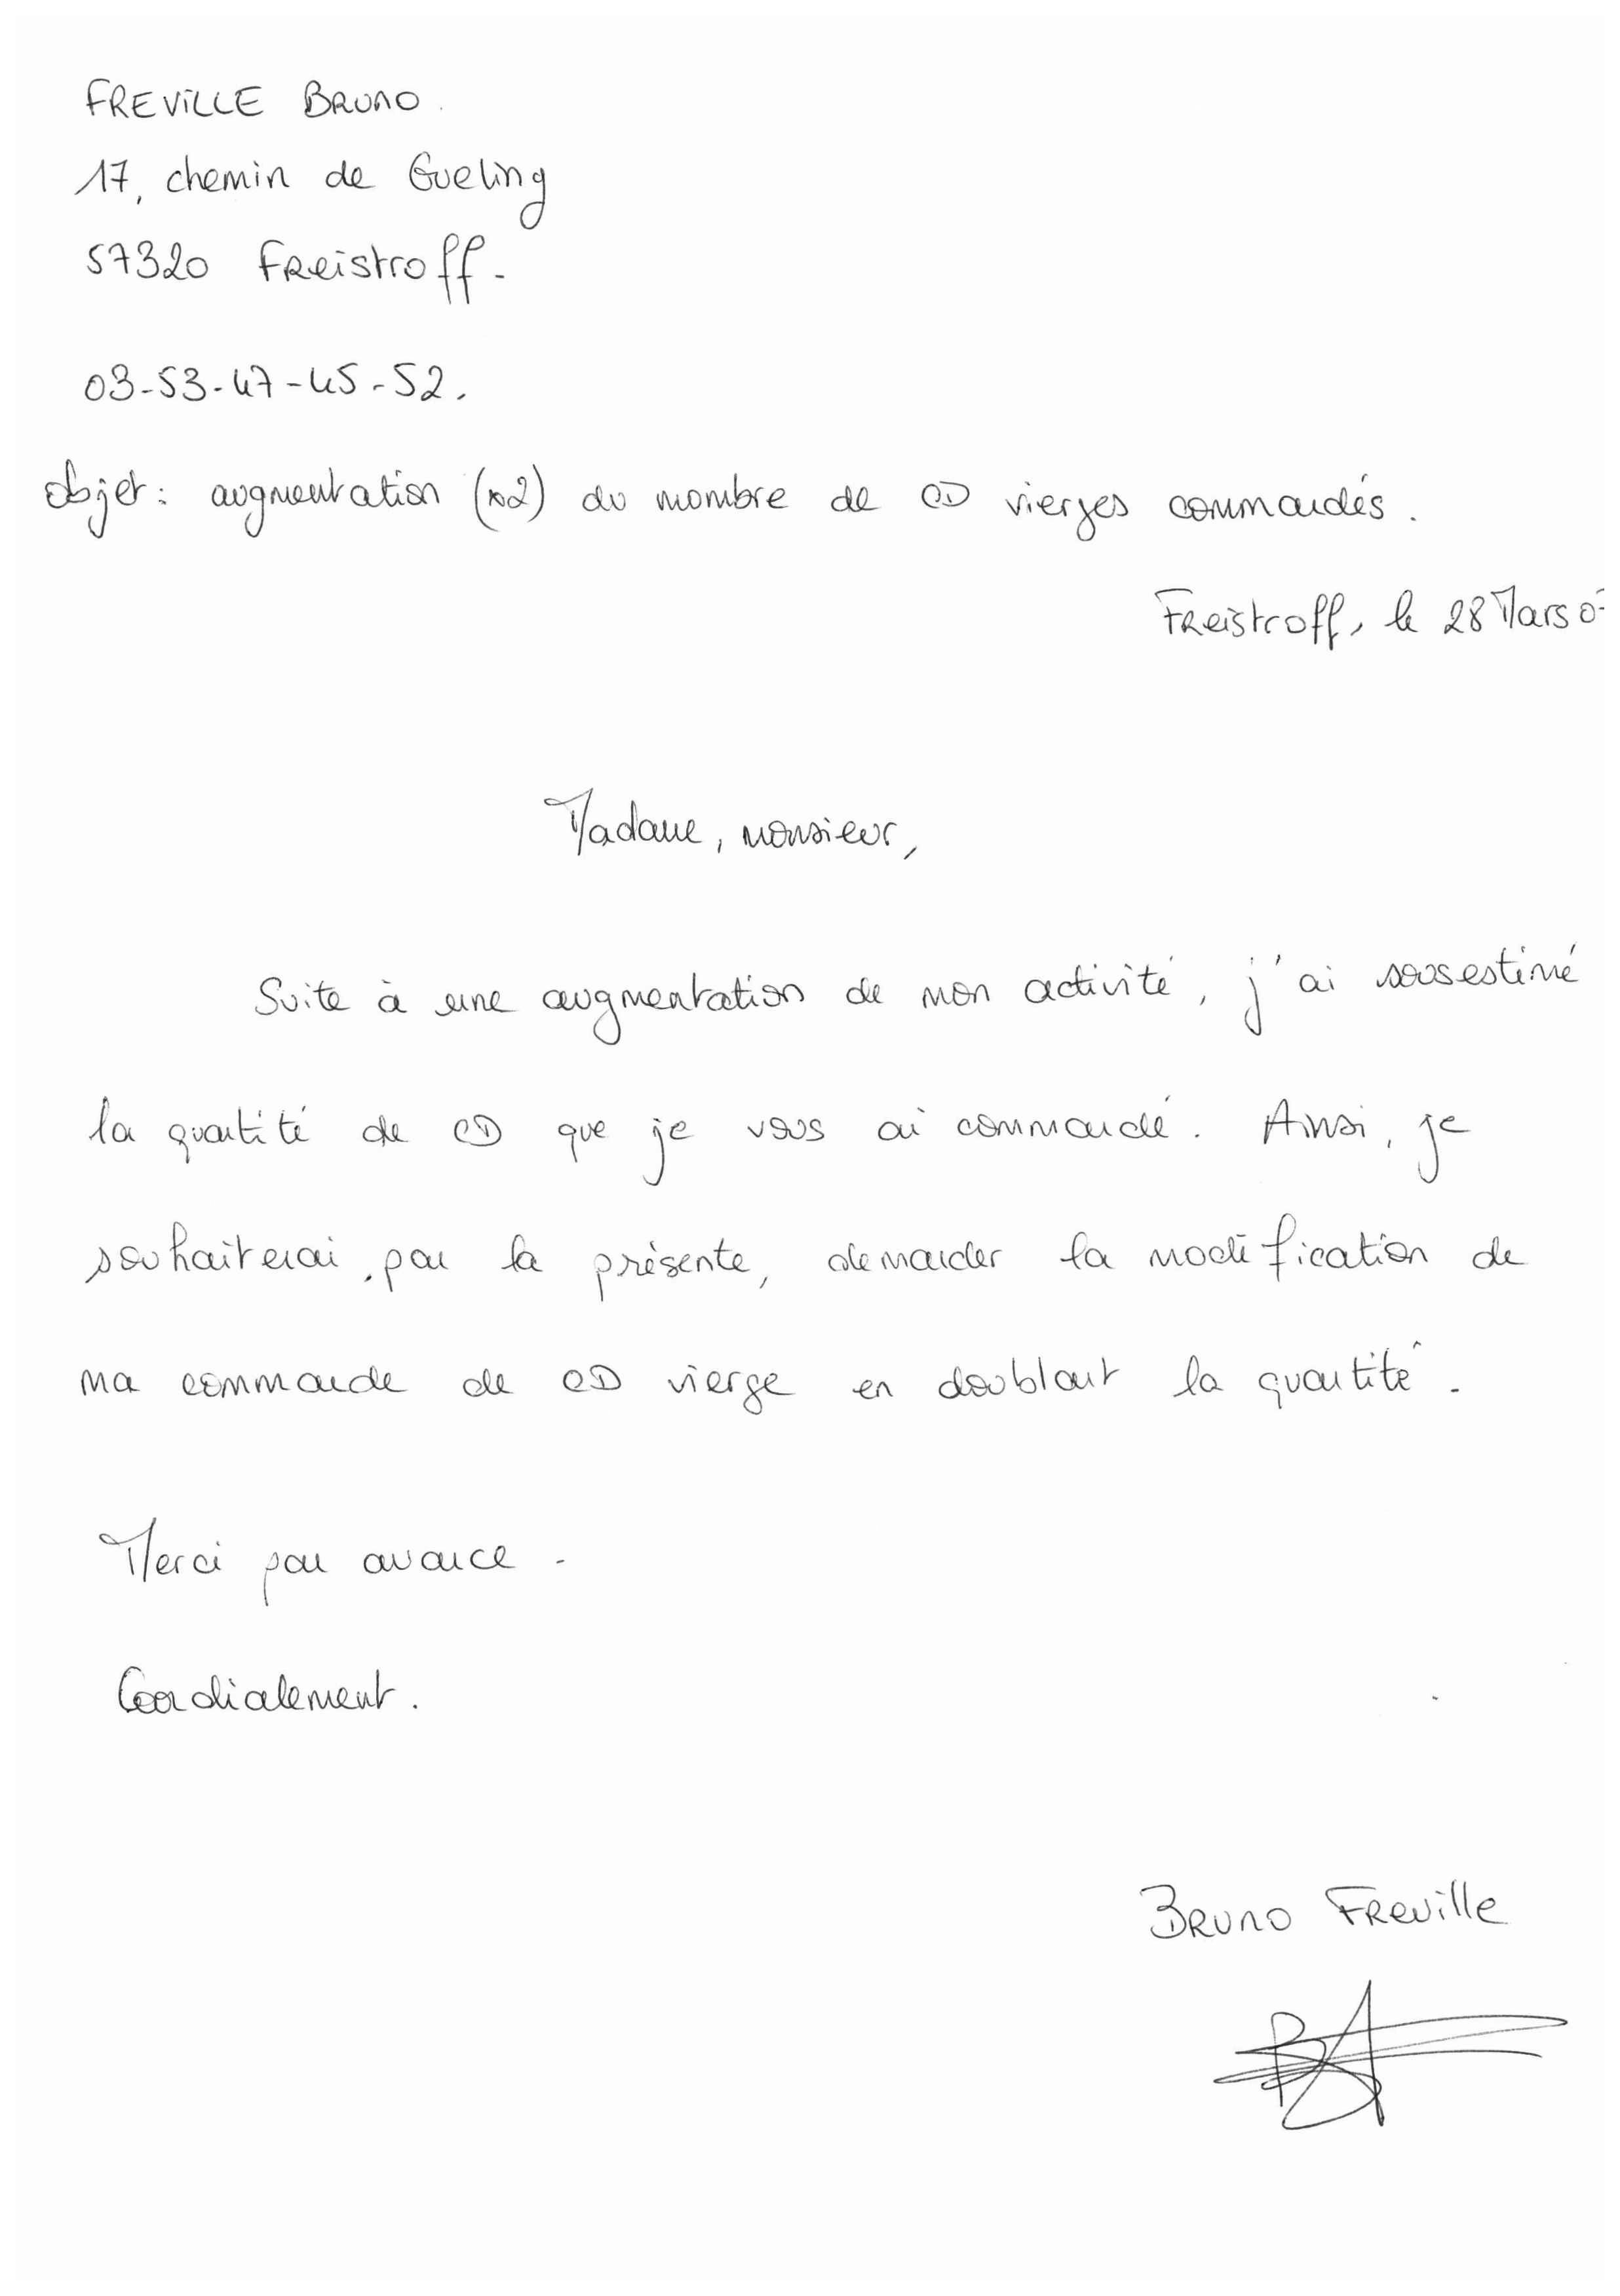 FREVILLE BRUNO.
17, chemin de Gueling
57320 Freistroff.
03-53-47-45-52.
objet: augmentation (x2) du nombre de CD vierges commandés.
Freistroff, le 28 Mars
Madame, monsieur,
Suite à une augmentation de mon activité, j'ai sousestimé
la quantité de CD que je vous ai commandé. Ainsi, je
souhaiterai, par la présente, demander la modification de
ma commande de CD vierge en doublant la quantité.
Merci par avance.
Cordialement.
Bruno Freville